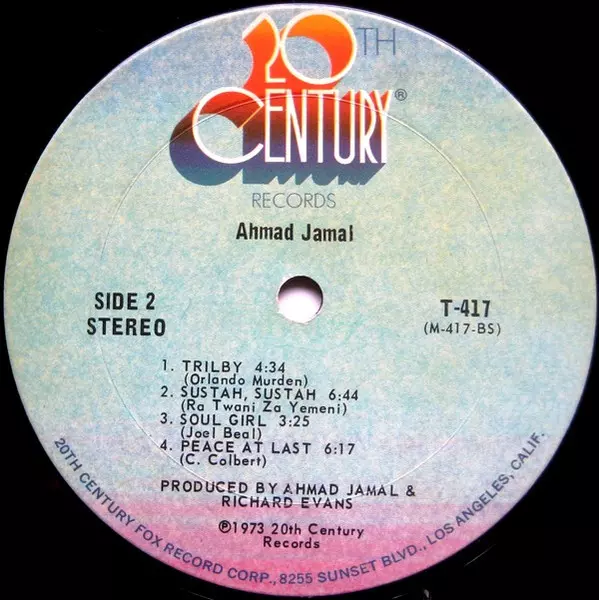 20TH
CENTURY®
RECORDS
Ahmad Jamal
SIDE 2
STEREO
T-417
(M-417-BS)
1. TRILBY 4:34
(Orlando Murden)
2. SUSTAH, SUSTAH 6:44
(Ra Twani Za Yemeni)
3. SOUL GIRL 3:25
(Joel Beal)
4. PEACE AT LAST 6:17
(C. Colbert)
PRODUCED BY AHMAD JAMAL &
RICHARD EVANS
℗1973 20th Century
Records
20TH CENTURY FOX RECORD CORP., 8255 SUNSET BLVD., LOS ANGELES, CALIF.